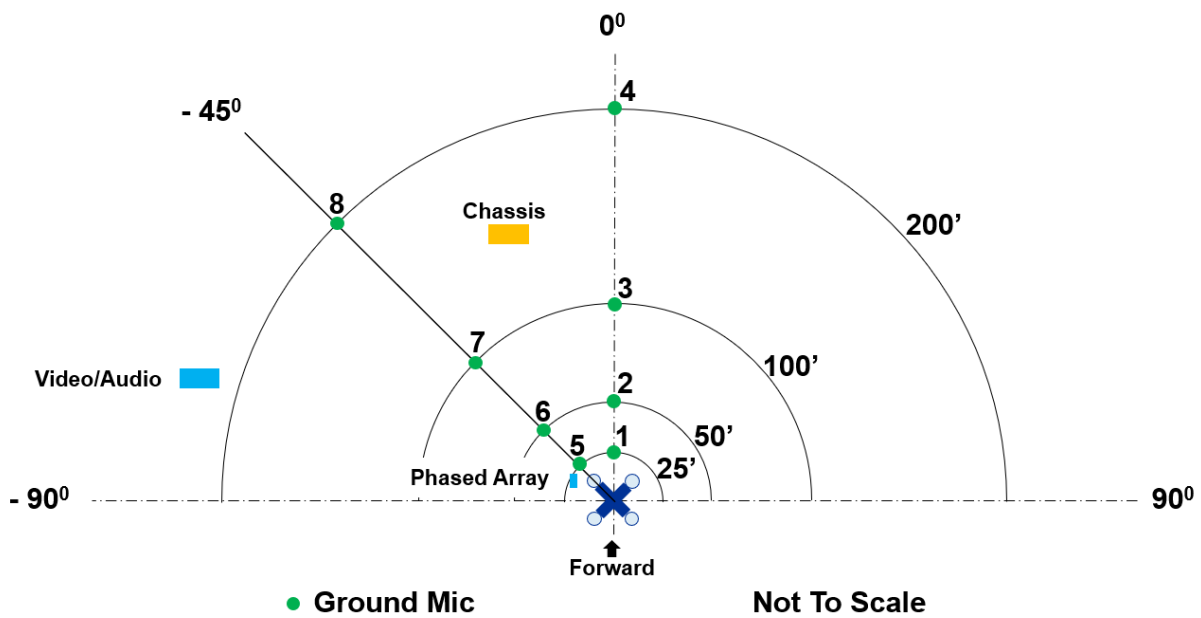 0⁰
4
- 45⁰
8
Chassis
200’
3
7
100’
Video/Audio
2
6
50’
1
5
25’
Phased Array
- 90⁰
90⁰
Forward
Ground Mic
Not To Scale